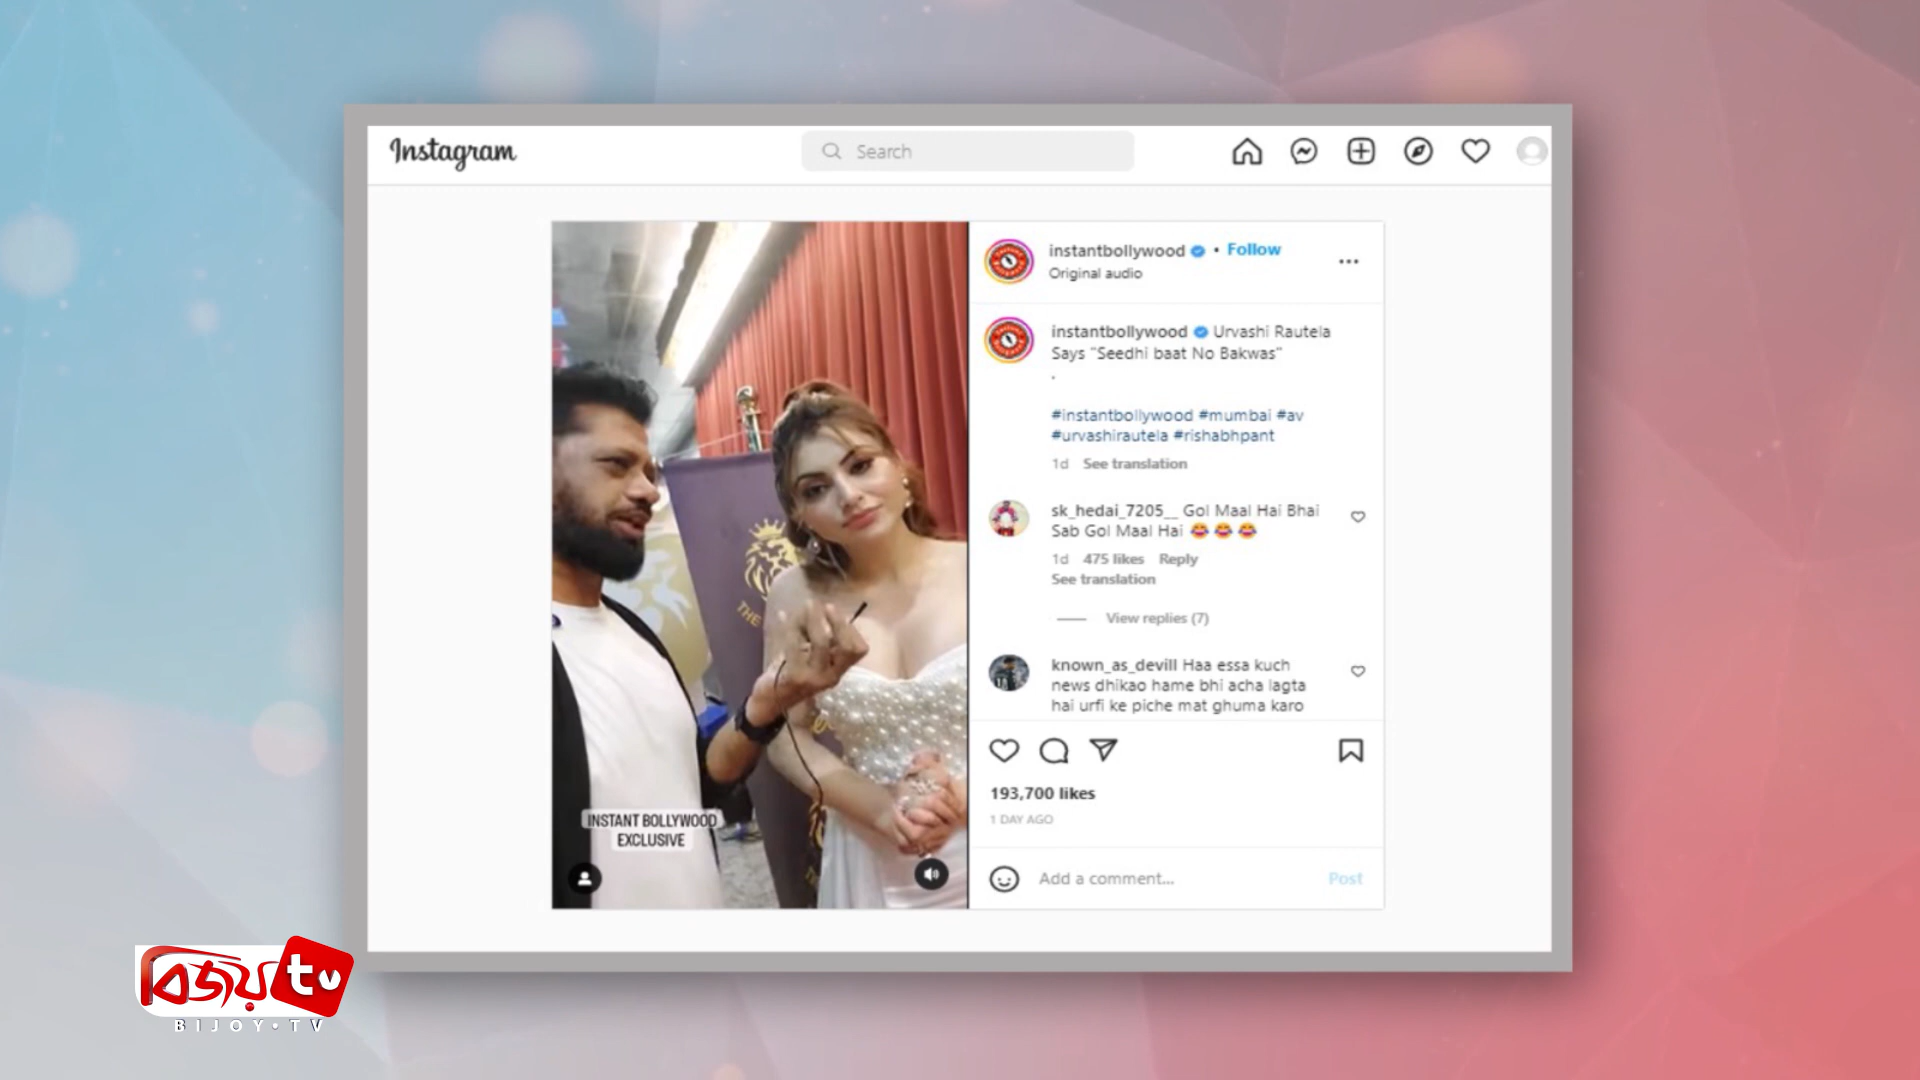 Instagram
Search
instantbollywood • Follow
Original audio
instantbollywood Urvashi Rautela
Says "Seedhi baat No Bakwas"
.
#instantbollywood #mumbai #av
#urvashirautela #rishabhpant
1d See translation
sk_hedai_7205__ Gol Maal Hai Bhai
Sab Gol Maal Hai 😂 😂 😂
1d 475 likes Reply
See translation
View replies (7)
known_as_devill Haa essa kuch
news dhikao hame bhi acha lagta
hai urfi ke piche mat ghuma karo
193,700 likes
1 DAY AGO
Add a comment...
Post
THE
INSTANT BOLLYWOOD
EXCLUSIVE
বিজয় tv
BIJOY•TV